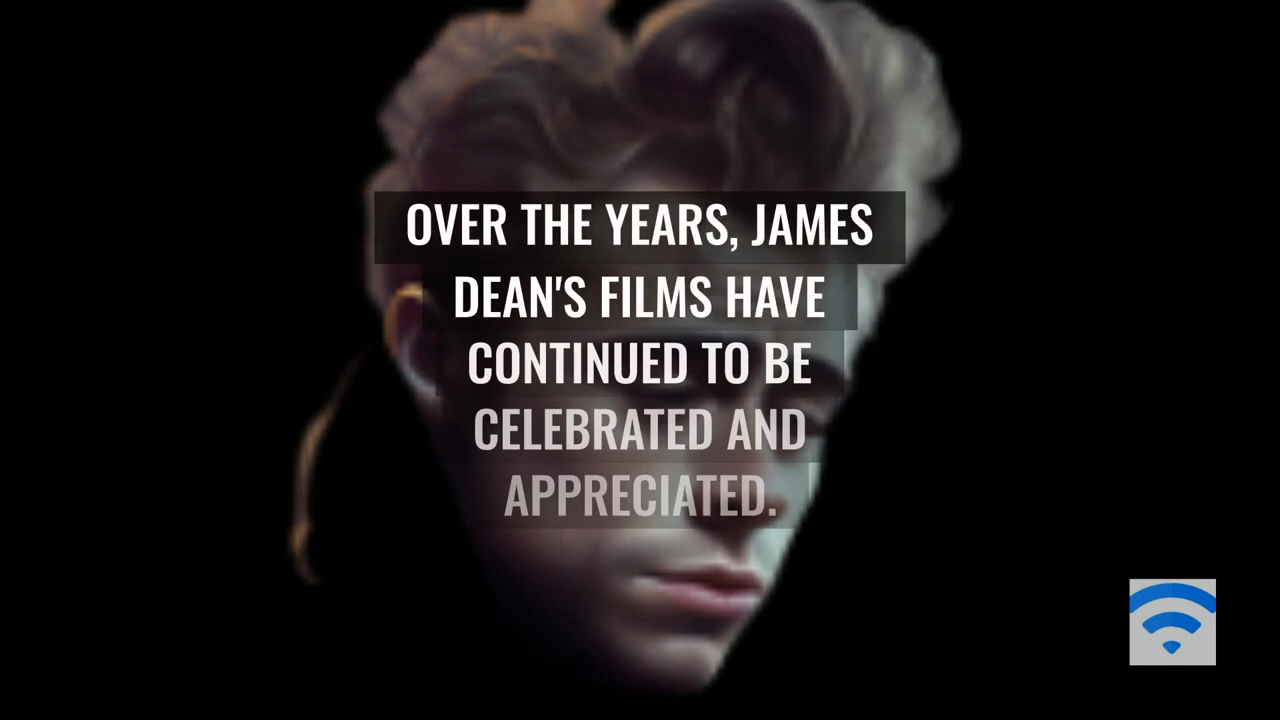 OVER THE YEARS, JAMES
DEAN'S FILMS HAVE
CONTINUED TO BE
CELEBRATED AND
APPRECIATED.